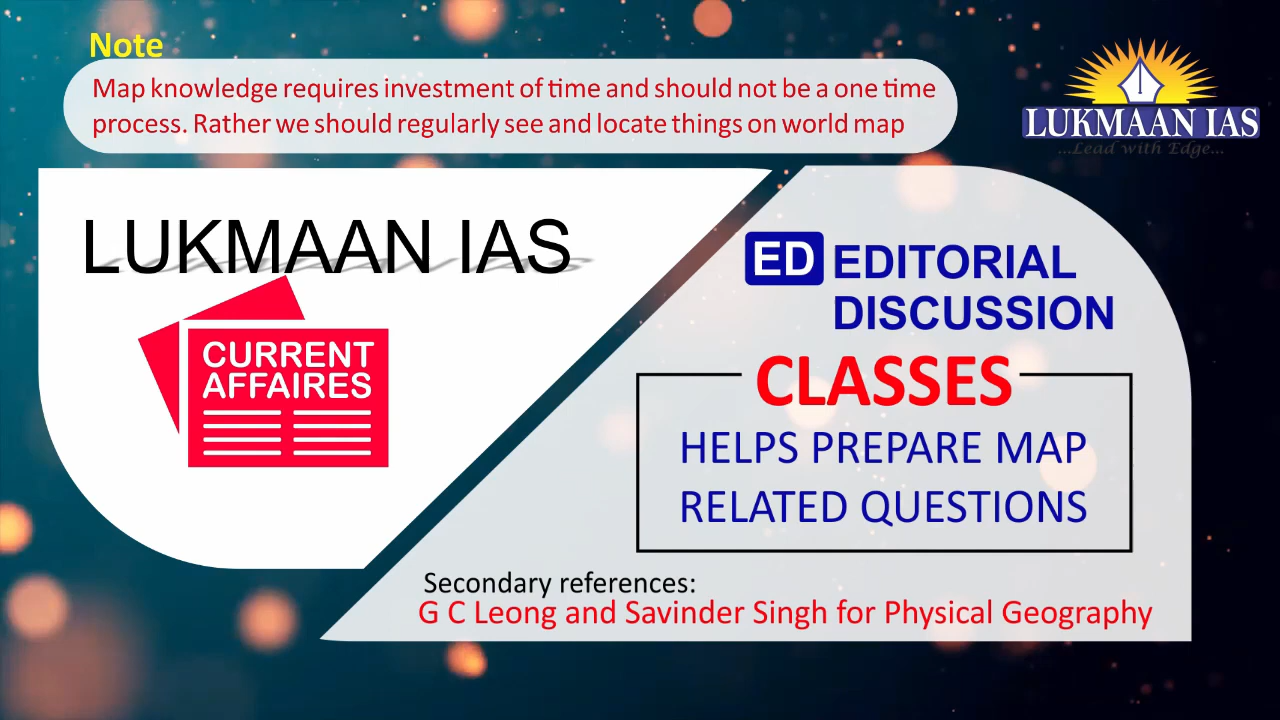 Note
Map knowledge requires investment of time and should not be a one time
process. Rather we should regularly see and locate things on world map
LUKMAAN IAS
...Lead with Edge...
LUKMAAN IAS
CURRENT
AFFAIRES
ED EDITORIAL
DISCUSSION
CLASSES
HELPS PREPARE MAP
RELATED QUESTIONS
Secondary references:
G C Leong and Savinder Singh for Physical Geography